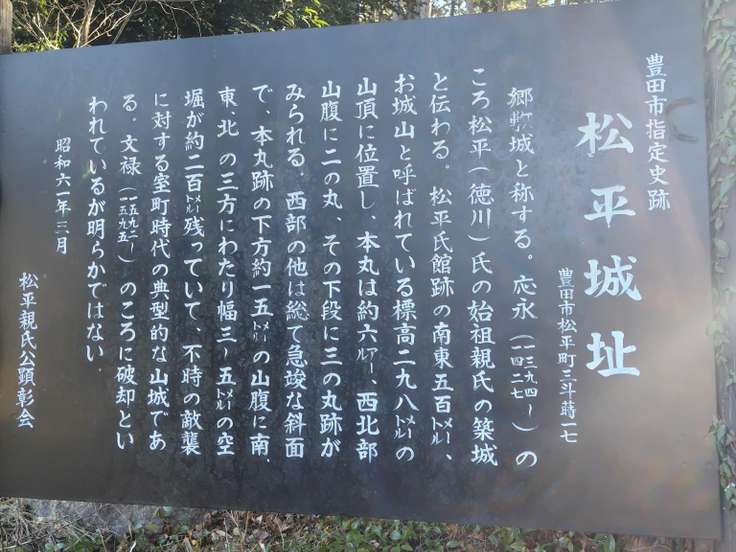 豊田市指定史跡
松平城址
豊田市松平町三斗蒔一七
郷敷城と称する。応永(一三九四~一四二七)の
ころ松平(徳川)氏の始祖親氏の築城
と伝わる。松平氏館跡の南東五百メートル、
お城山と呼ばれている標高二九八メートルの
山頂に位置し、本丸は約六アール、西北部
山腹に二の丸、その下段に三の丸跡が
みられる。西部の他は総て急竣な斜面
で、本丸跡の下方約一五メートルの山腹に南、
東、北の三方にわたり幅三~五メートルの空
堀が約二百メートル残っていて、不時の敵襲
に対する室町時代の典型的な山城であ
る。文禄(一五九二~一五九五)のころに破却とい
われているが明らかではない。
昭和六一年三月
松平親氏公顕彰会